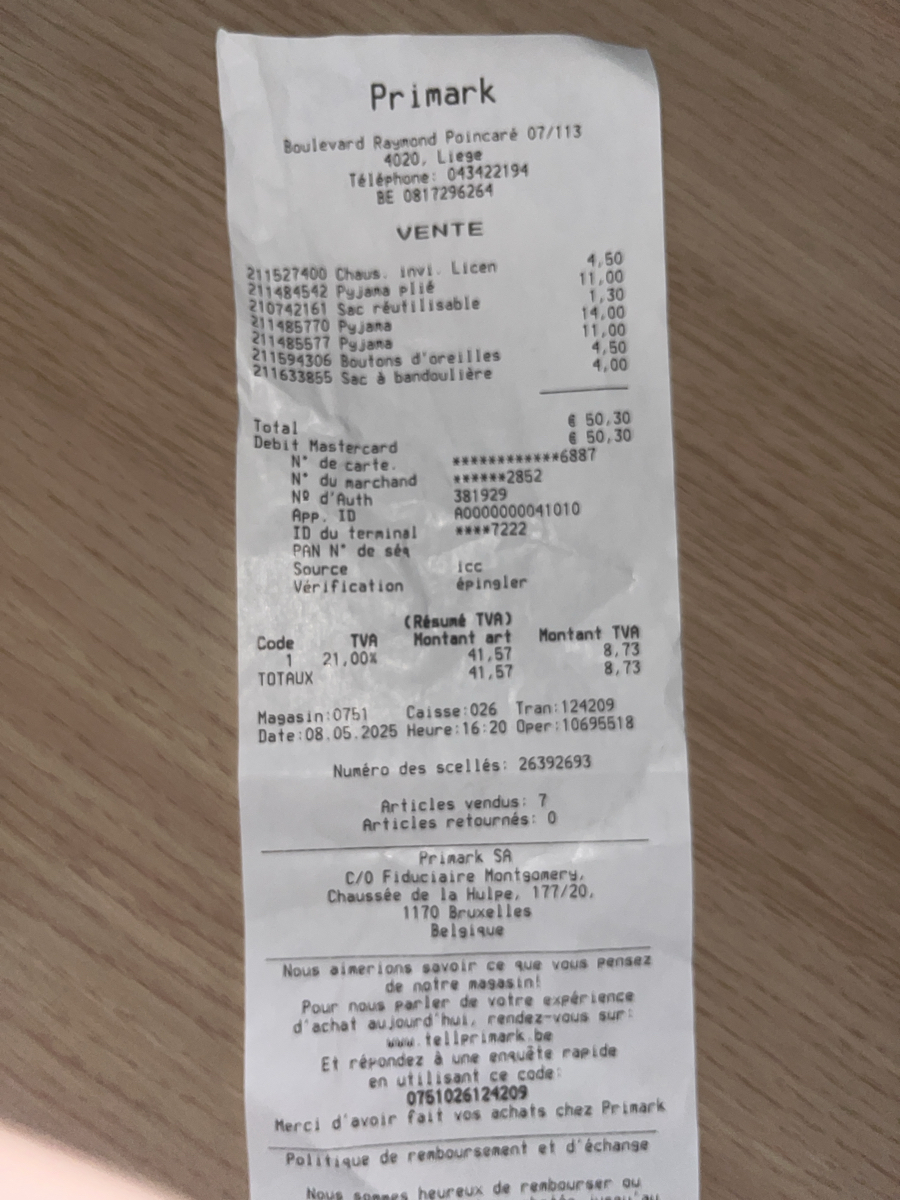 Primark
Boulevard Raymond Poincaré 07/113
4020, Liege
Téléphone: 043422194
BE 0817296264
VENTE
211527400 Chaus. invi. Licen 4,50
211484542 Pyjama plié 11,00
210742161 Sac réutilisable 1,30
211485770 Pyjama 14,00
211485577 Pyjama 11,00
211594306 Boutons d'oreilles 4,50
211633855 Sac à bandoulière 4,00
Total € 50,30
Debit Mastercard € 50,30
N° de carte. ************6887
N° du marchand ******2852
Nº d'Auth 381929
App. ID A0000000041010
ID du terminal ****7222
PAN N° de séq
Source icc
Vérification épingler
(Résumé TVA)
Code TVA Montant art Montant TVA
1 21,00% 41,57 8,73
TOTAUX 41,57 8,73
Magasin:0751 Caisse:026 Tran:124209
Date:08.05.2025 Heure:16:20 Oper:10695518
Numéro des scellés: 26392693
Articles vendus: 7
Articles retournés: 0
Primark SA
C/O Fiduciaire Montgomery,
Chaussée de la Hulpe, 177/20,
1170 Bruxelles
Belgique
Nous aimerions savoir ce que vous pensez
de notre magasin!
Pour nous parler de votre expérience
d'achat aujourd'hui, rendez-vous sur:
www.tellprimark.be
Et répondez à une enquête rapide
en utilisant ce code:
0751026124209
Merci d'avoir fait vos achats chez Primark
Politique de remboursement et d'échange
Nous sommes heureux de rembourser ou